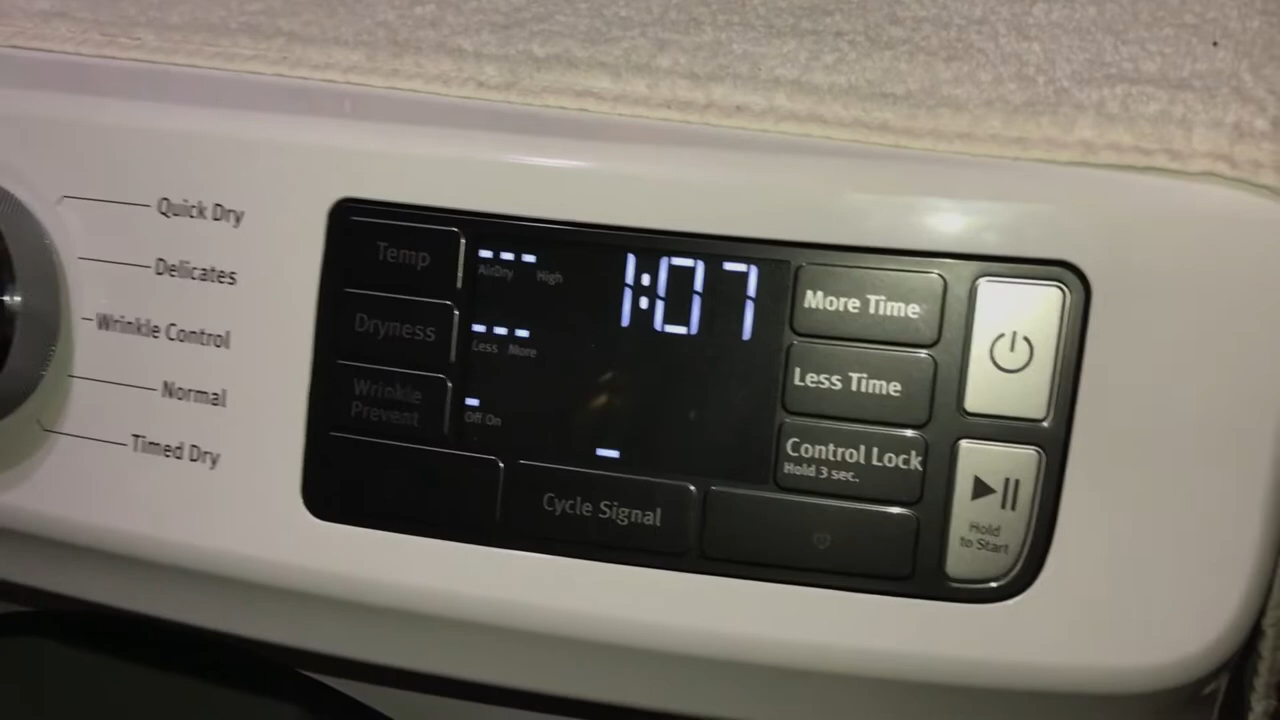 Quick Dry
Delicates
Wrinkle Control
Normal
Timed Dry
Temp
AirDry High
Dryness
Less More
Wrinkle
Prevent
Off On
1:07
More Time
Less Time
Control Lock
Hold 3 sec.
Cycle Signal
Hold
to Start